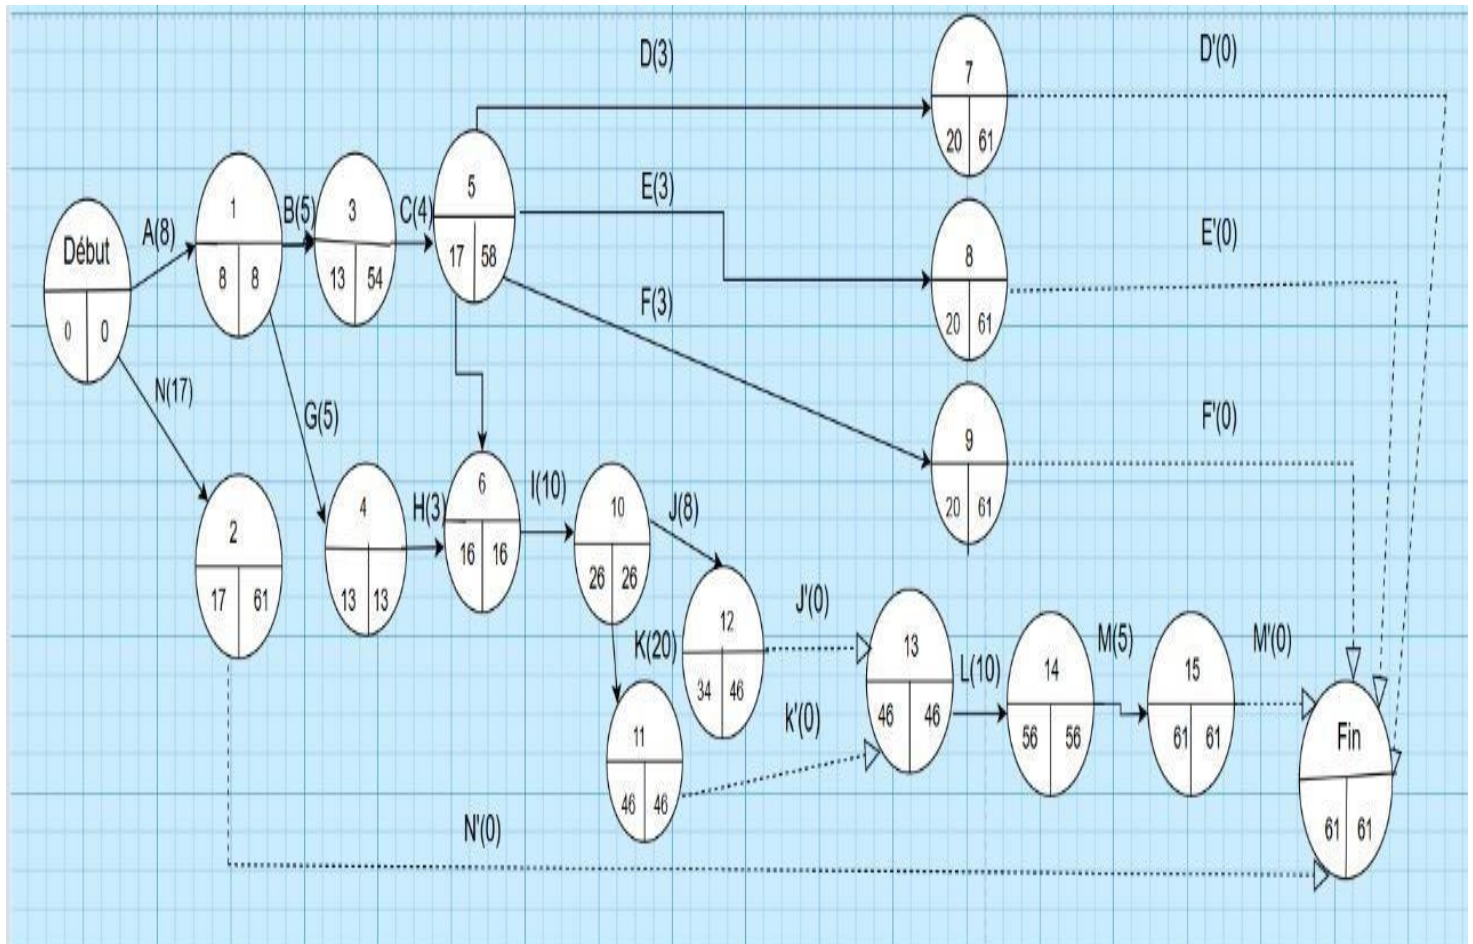 D(3)
D'(0)
7
20 61
A(8)
B(5)
C(4)
E(3)
E'(0)
Début
0 0
1
8 8
3
13 54
5
17 58
8
20 61
F(3)
F'(0)
N(17)
G(5)
9
20 61
2
17 61
4
13 13
H(3)
6
16 16
I(10)
10
26 26
J(8)
K(20)
12
34 46
J'(0)
k'(0)
11
46 46
13
46 46
L(10)
14
56 56
M(5)
15
61 61
M'(0)
Fin
61 61
N'(0)